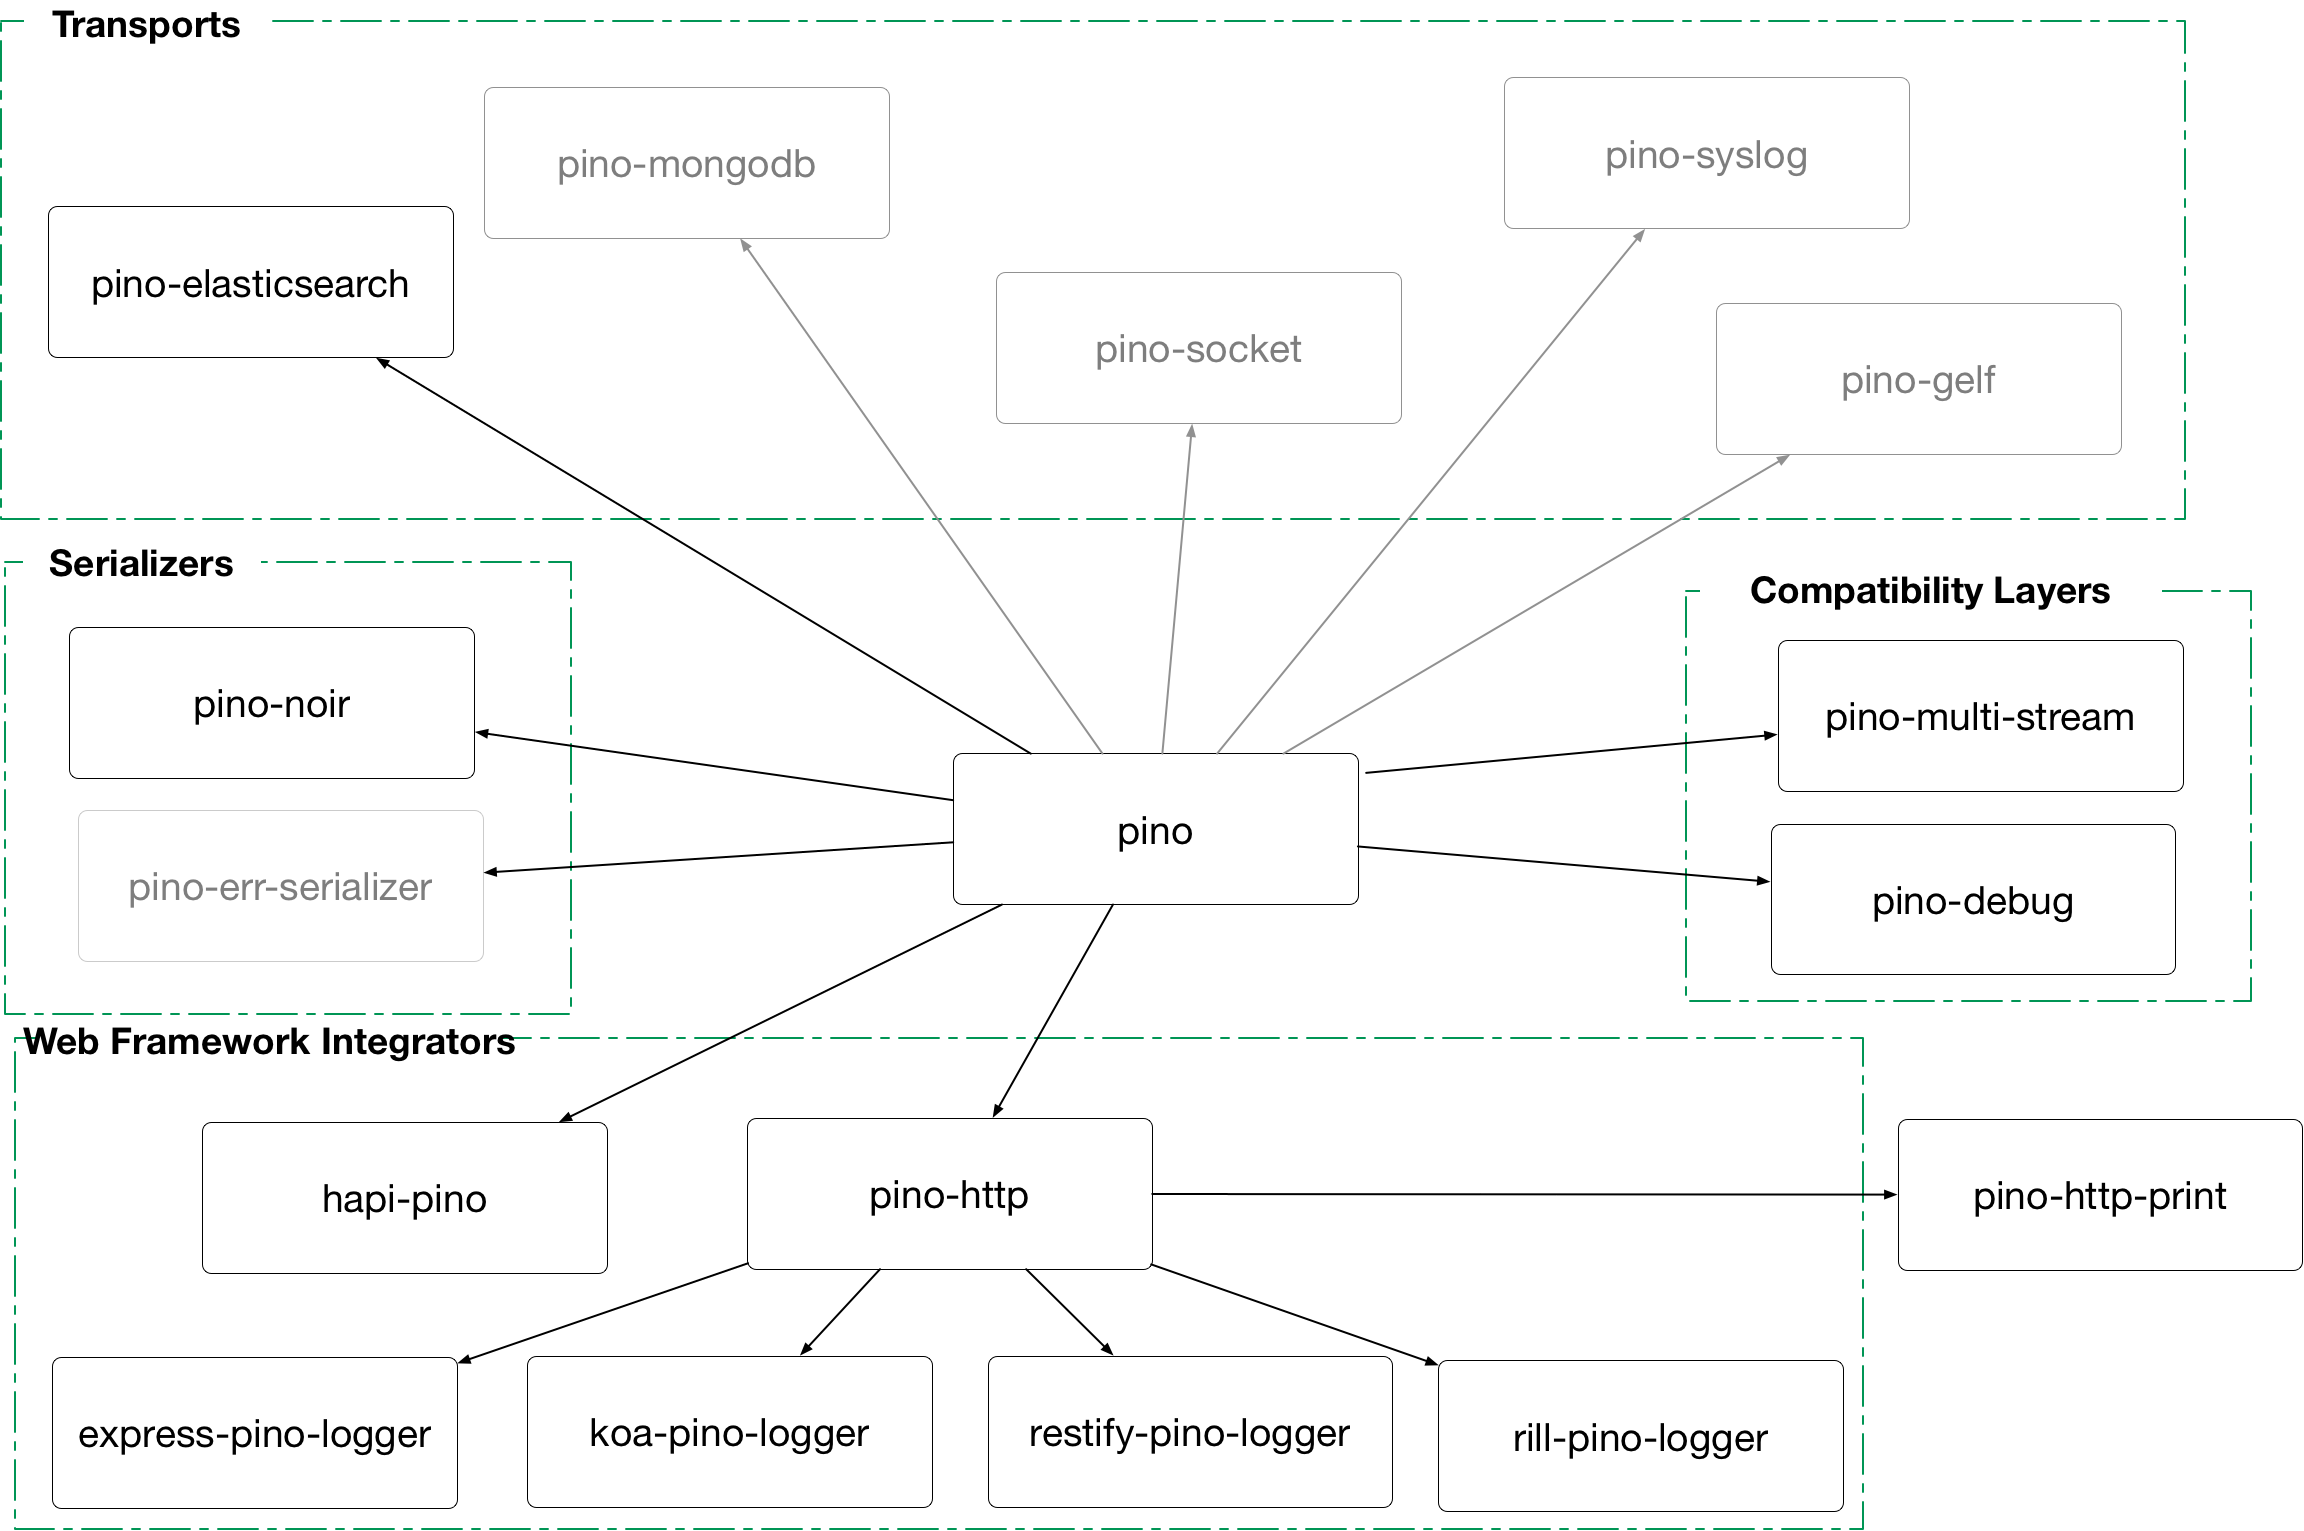 Transports
pino-mongodb
pino-syslog
pino-elasticsearch
pino-socket
pino-gelf
Serializers
Compatibility Layers
pino-noir
pino-multi-stream
pino
pino-err-serializer
pino-debug
Web Framework Integrators
hapi-pino
pino-http
pino-http-print
express-pino-logger
koa-pino-logger
restify-pino-logger
rill-pino-logger